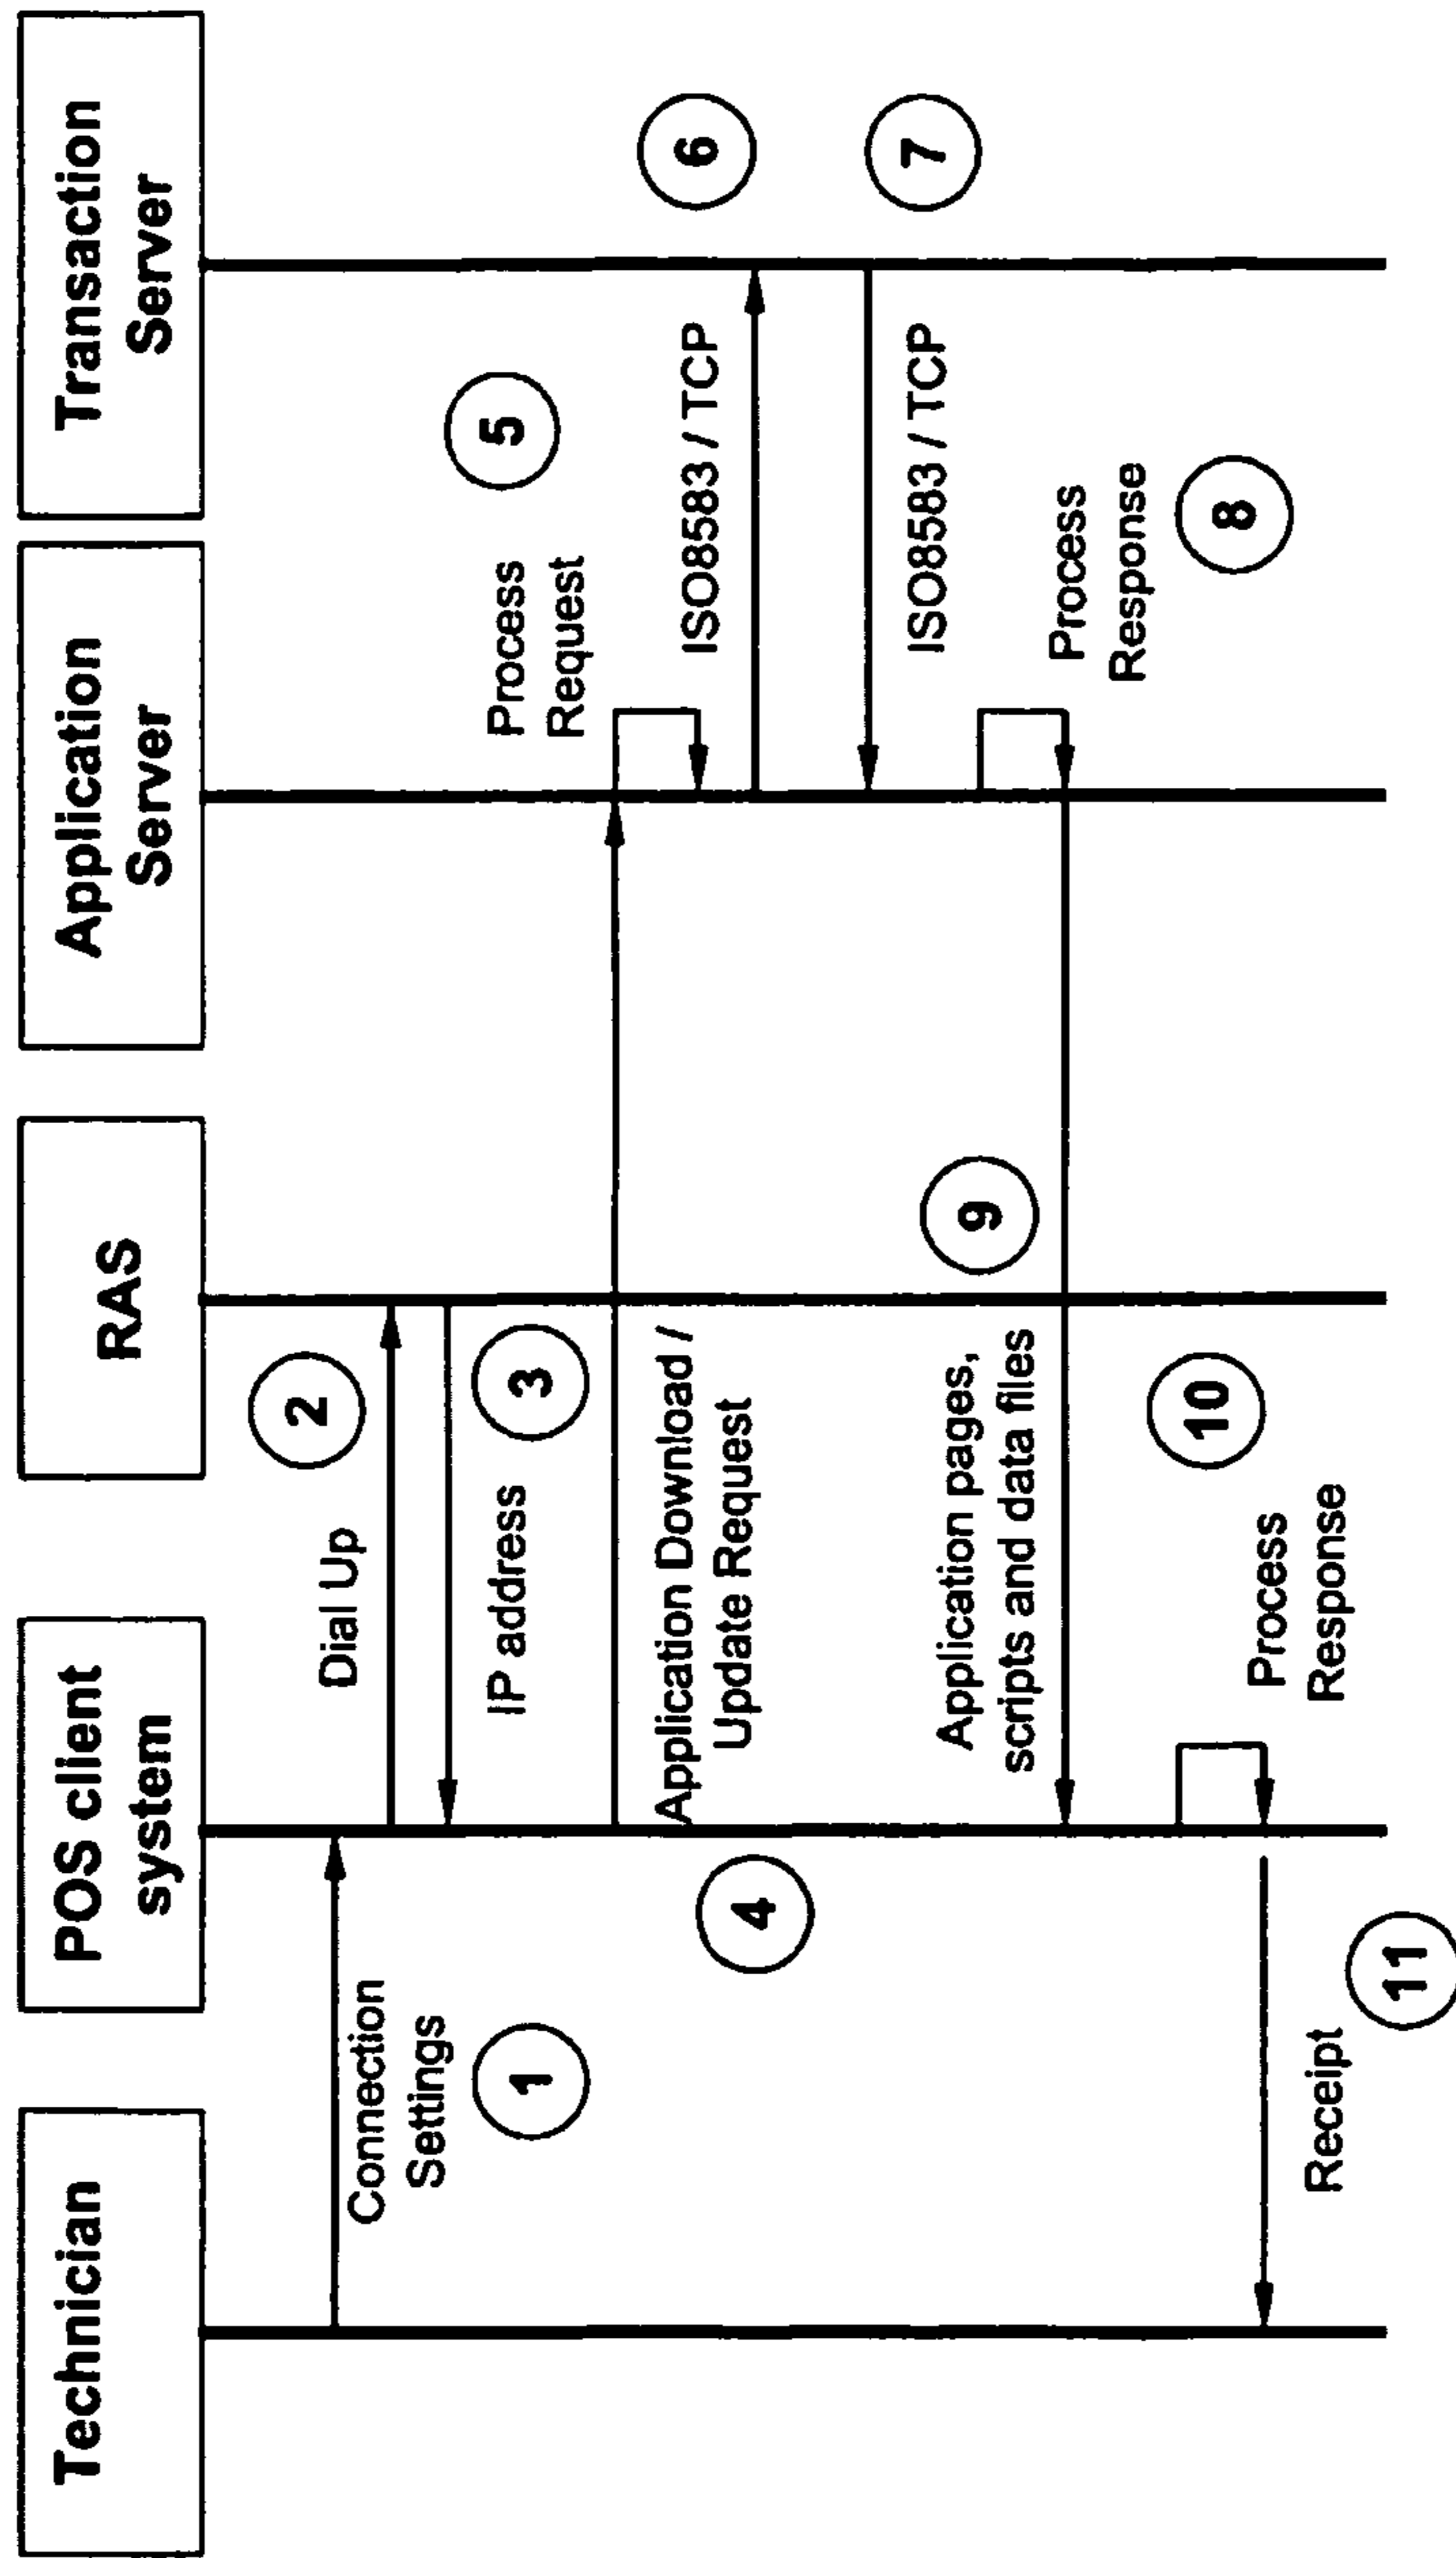 Technician
POS client
system
RAS
Application
Server
Transaction
Server
Connection
Settings
1
2
Dial Up
3
IP address
Application Download /
Update Request
4
5
Process
Request
6
ISO8583 / TCP
7
ISO8583 / TCP
Process
Response
8
9
Application pages,
scripts and data files
10
Process
Response
Receipt
11